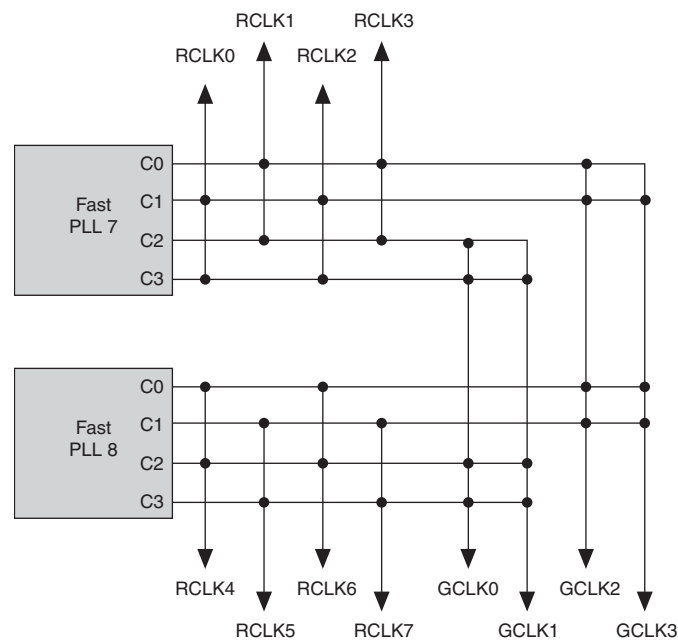 RCLK1
RCLK3
RCLK0
RCLK2
C0
C1
Fast
PLL 7
C2
C3
C0
C1
Fast
PLL 8
C2
C3
RCLK4
RCLK6
GCLK0
GCLK2
RCLK5
RCLK7
GCLK1
GCLK3